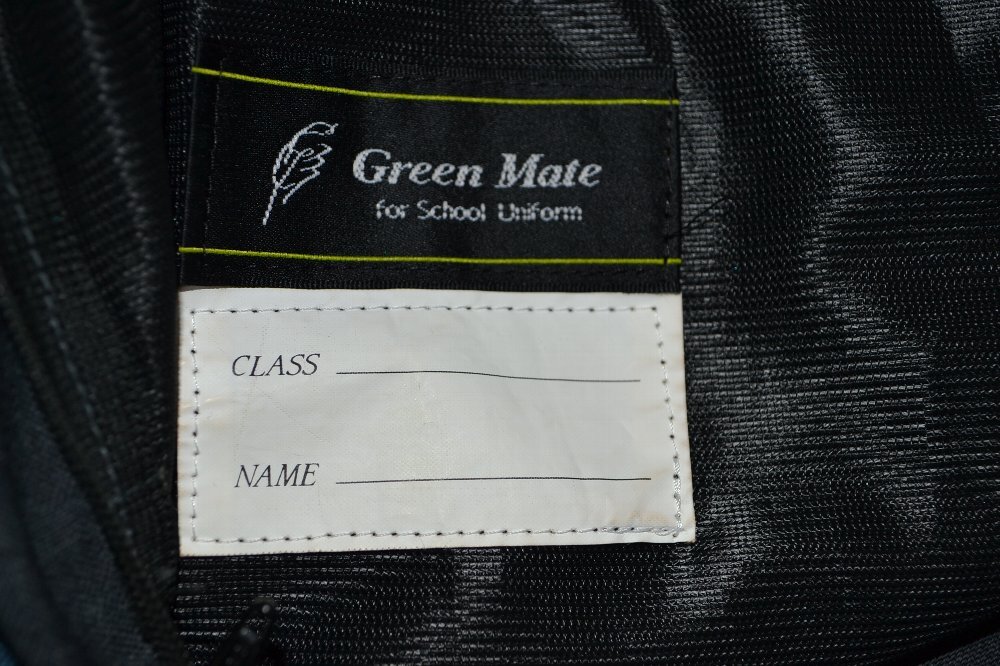 Green Mate
for School Uniform
CLASS
NAME